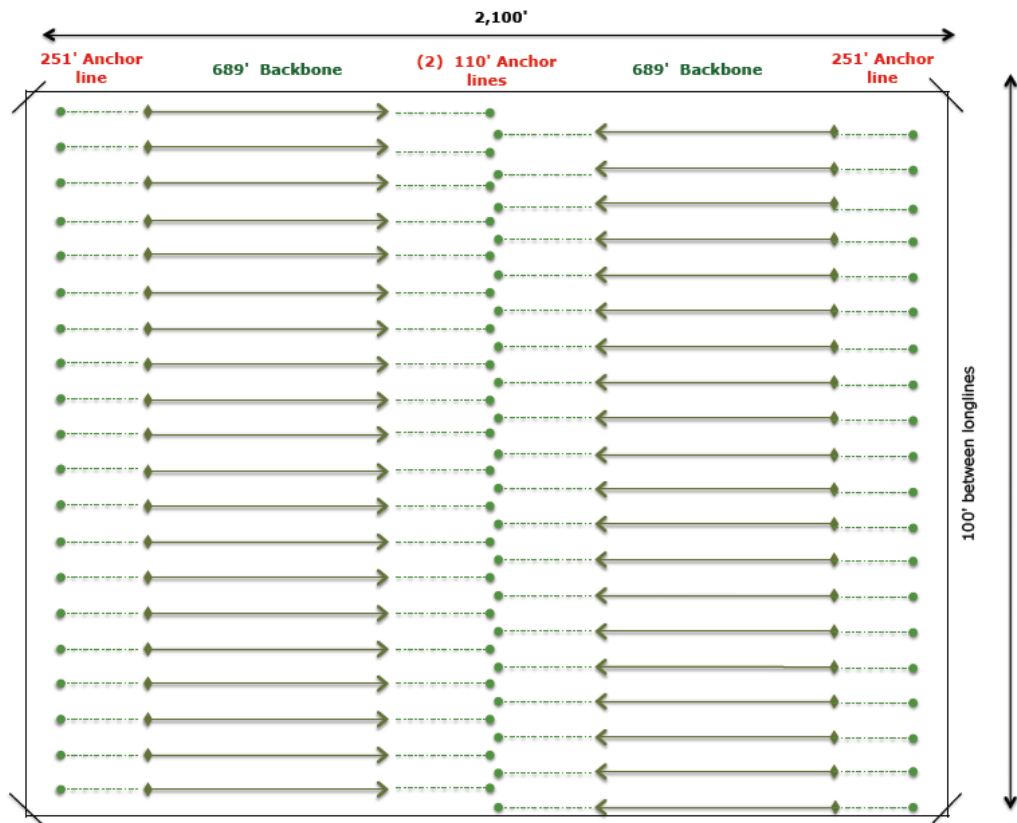 2,100'
251' Anchor
line
689'  Backbone
(2)  110' Anchor
lines
689'  Backbone
251' Anchor
line
100' between longlines